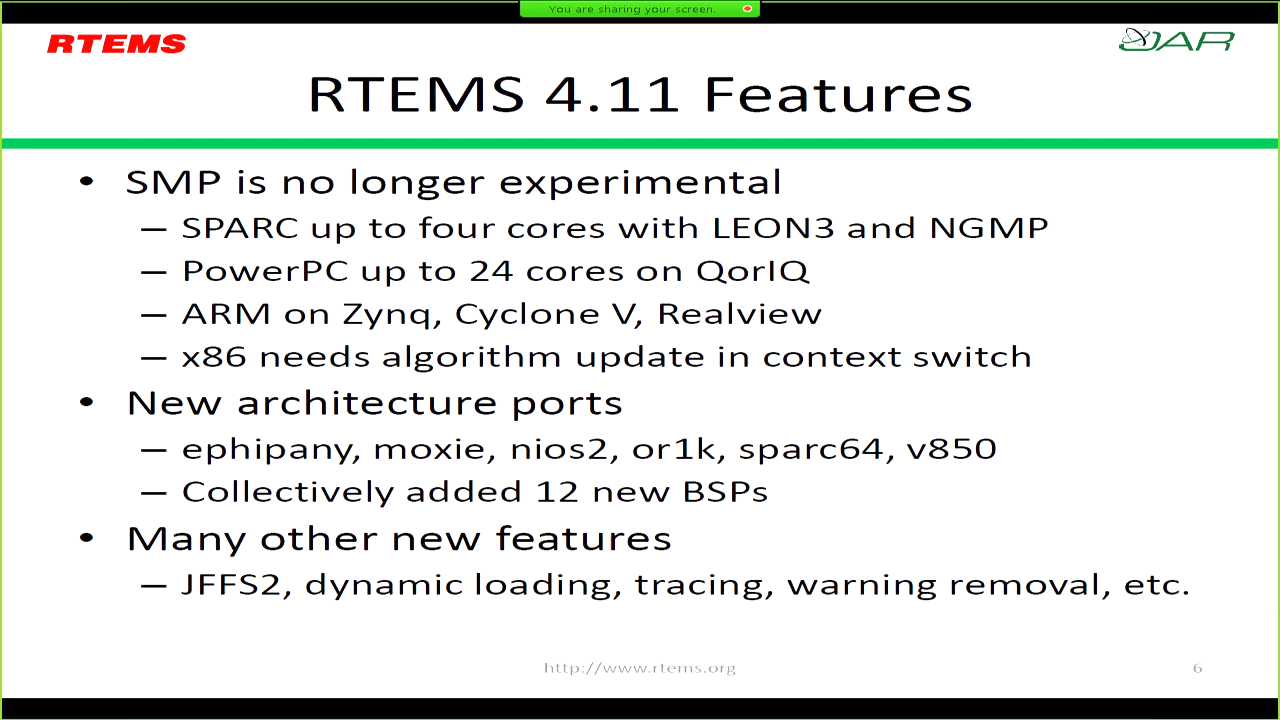 You are sharing your screen.
RTEMS
OAR
RTEMS 4.11 Features
• SMP is no longer experimental
– SPARC up to four cores with LEON3 and NGMP
– PowerPC up to 24 cores on QorIQ
– ARM on Zynq, Cyclone V, Realview
– x86 needs algorithm update in context switch
• New architecture ports
– ephipany, moxie, nios2, or1k, sparc64, v850
– Collectively added 12 new BSPs
• Many other new features
– JFFS2, dynamic loading, tracing, warning removal, etc.
http://www.rtems.org
6